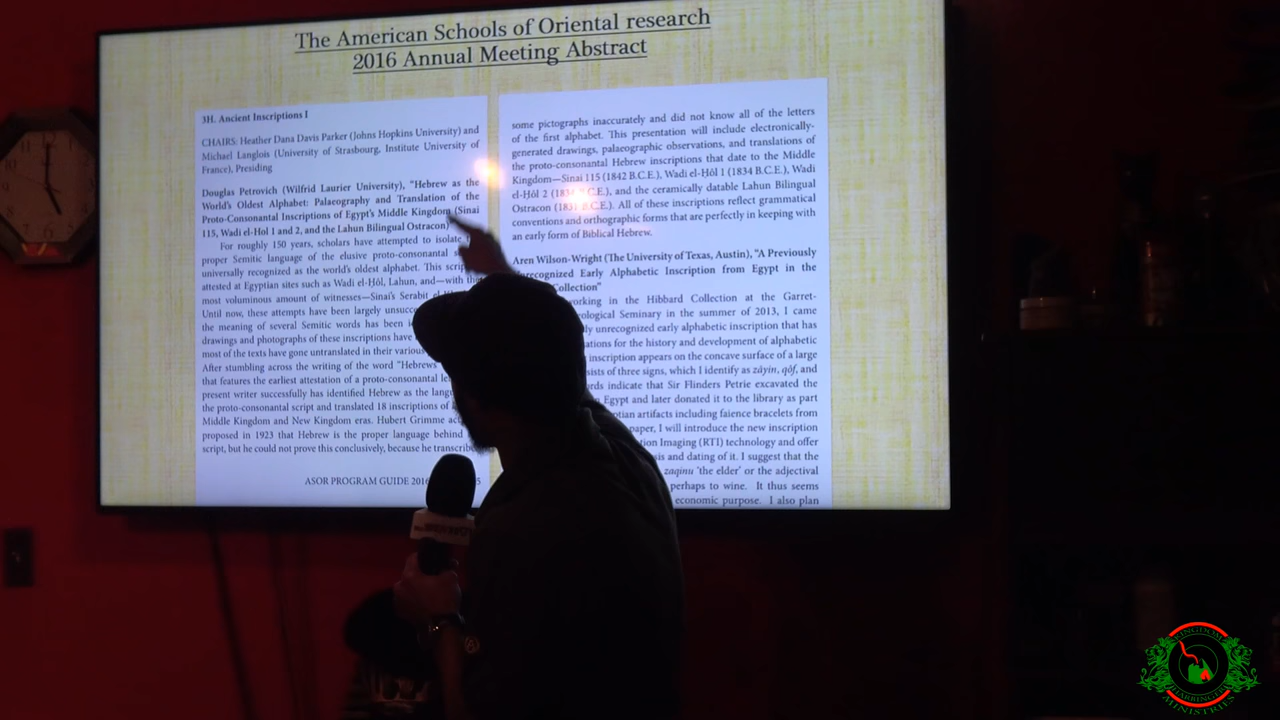 The American Schools of Oriental research
2016 Annual Meeting Abstract
3H. Ancient Inscriptions I
CHAIRS: Heather Dana Davis Parker (Johns Hopkins University) and
Michael Langlois (University of Strasbourg, Institute University of
France), Presiding
Douglas Petrovich (Wilfrid Laurier University), "Hebrew as the
World's Oldest Alphabet: Palaeography and Translation of the
Proto-Consonantal Inscriptions of Egypt's Middle Kingdom (Sinai
115, Wadi el-Hol 1 and 2, and the Lahun Bilingual Ostracon)"
For roughly 150 years, scholars have attempted to isolate
proper Semitic language of the elusive proto-consonantal
universally recognized as the world's oldest alphabet. This
attested at Egyptian sites such as Wadi el-Ḥôl, Lahun, and—with
most voluminous amount of witnesses—Sinai's Serabit
Until now, these attempts have been largely
the meaning of several Semitic words has been
drawings and photographs of these inscriptions have
most of the texts have gone untranslated in their various
After stumbling across the writing of the word "Hebrews
that features the earliest attestation of a proto-consonantal
present writer successfully has identified Hebrew as the
the proto-consonantal script and translated 18 inscriptions of
Middle Kingdom and New Kingdom eras. Hubert Grimme
proposed in 1923 that Hebrew is the proper language behind
script, but he could not prove this conclusively, because he
ASOR PROGRAM GUIDE 2016
some pictographs inaccurately and did not know all of the letters
of the first alphabet. This presentation will include electronically-
generated drawings, palaeographic observations, and translations of
the proto-consonantal Hebrew inscriptions that date to the Middle
Kingdom—Sinai 115 (1842 B.C.E.), Wadi el-Ḥôl 1 (1834 B.C.E.), Wadi
el-Ḥôl 2 (1834 B.C.E.), and the ceramically datable Lahun Bilingual
Ostracon (1831 B.C.E.). All of these inscriptions reflect grammatical
conventions and orthographic forms that are perfectly in keeping with
an early form of Biblical Hebrew.
Aren Wilson-Wright (The University of Texas, Austin), "A Previously
Early Alphabetic Inscription from Egypt in the
Collection"
working in the Hibbard Collection at the Garret-
Seminary in the summer of 2013, I came
unrecognized early alphabetic inscription that has
for the history and development of alphabetic
inscription appears on the concave surface of a large
of three signs, which I identify as zāyin, qôf, and
indicate that Sir Flinders Petrie excavated the
Egypt and later donated it to the library as part
artifacts including faience bracelets from
paper, I will introduce the new inscription
Imaging (RTI) technology and offer
and dating of it. I suggest that the
zaqinu 'the elder' or the adjectival
perhaps to wine. It thus seems
economic purpose. I also plan
KINGDOM
HARBINGER
MINISTRIES